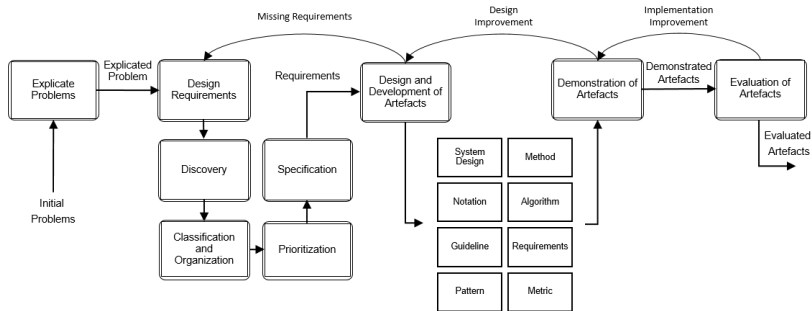 Missing Requirements
Design
Improvement
Implementation
Improvement
Explicate
Problems
Explicated
Problem
Design
Requirements
Requirements
Design and
Development of
Artefacts
Demonstration of
Artefacts
Demonstrated
Artefacts
Evaluation of
Artefacts
Evaluated
Artefacts
Initial
Problems
Discovery
Specification
Classification
and
Organization
Prioritization
System
Design
Method
Notation
Algorithm
Guideline
Requirements
Pattern
Metric